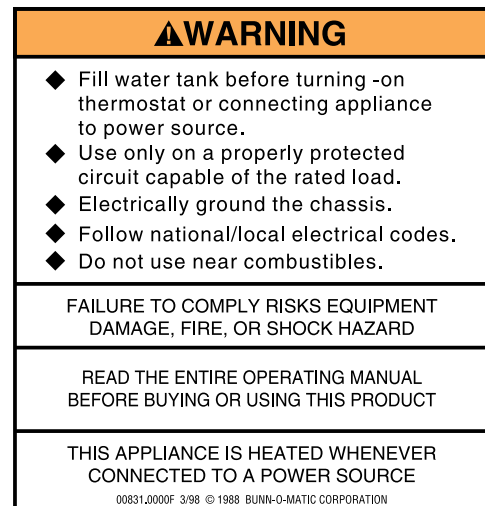 ⚠WARNING
◆ Fill water tank before turning -on
thermostat or connecting appliance
to power source.
◆ Use only on a properly protected
circuit capable of the rated load.
◆ Electrically ground the chassis.
◆ Follow national/local electrical codes.
◆ Do not use near combustibles.
FAILURE TO COMPLY RISKS EQUIPMENT
DAMAGE, FIRE, OR SHOCK HAZARD
READ THE ENTIRE OPERATING MANUAL
BEFORE BUYING OR USING THIS PRODUCT
THIS APPLIANCE IS HEATED WHENEVER
CONNECTED TO A POWER SOURCE
00831.0000F 3/98 © 1988 BUNN-O-MATIC CORPORATION